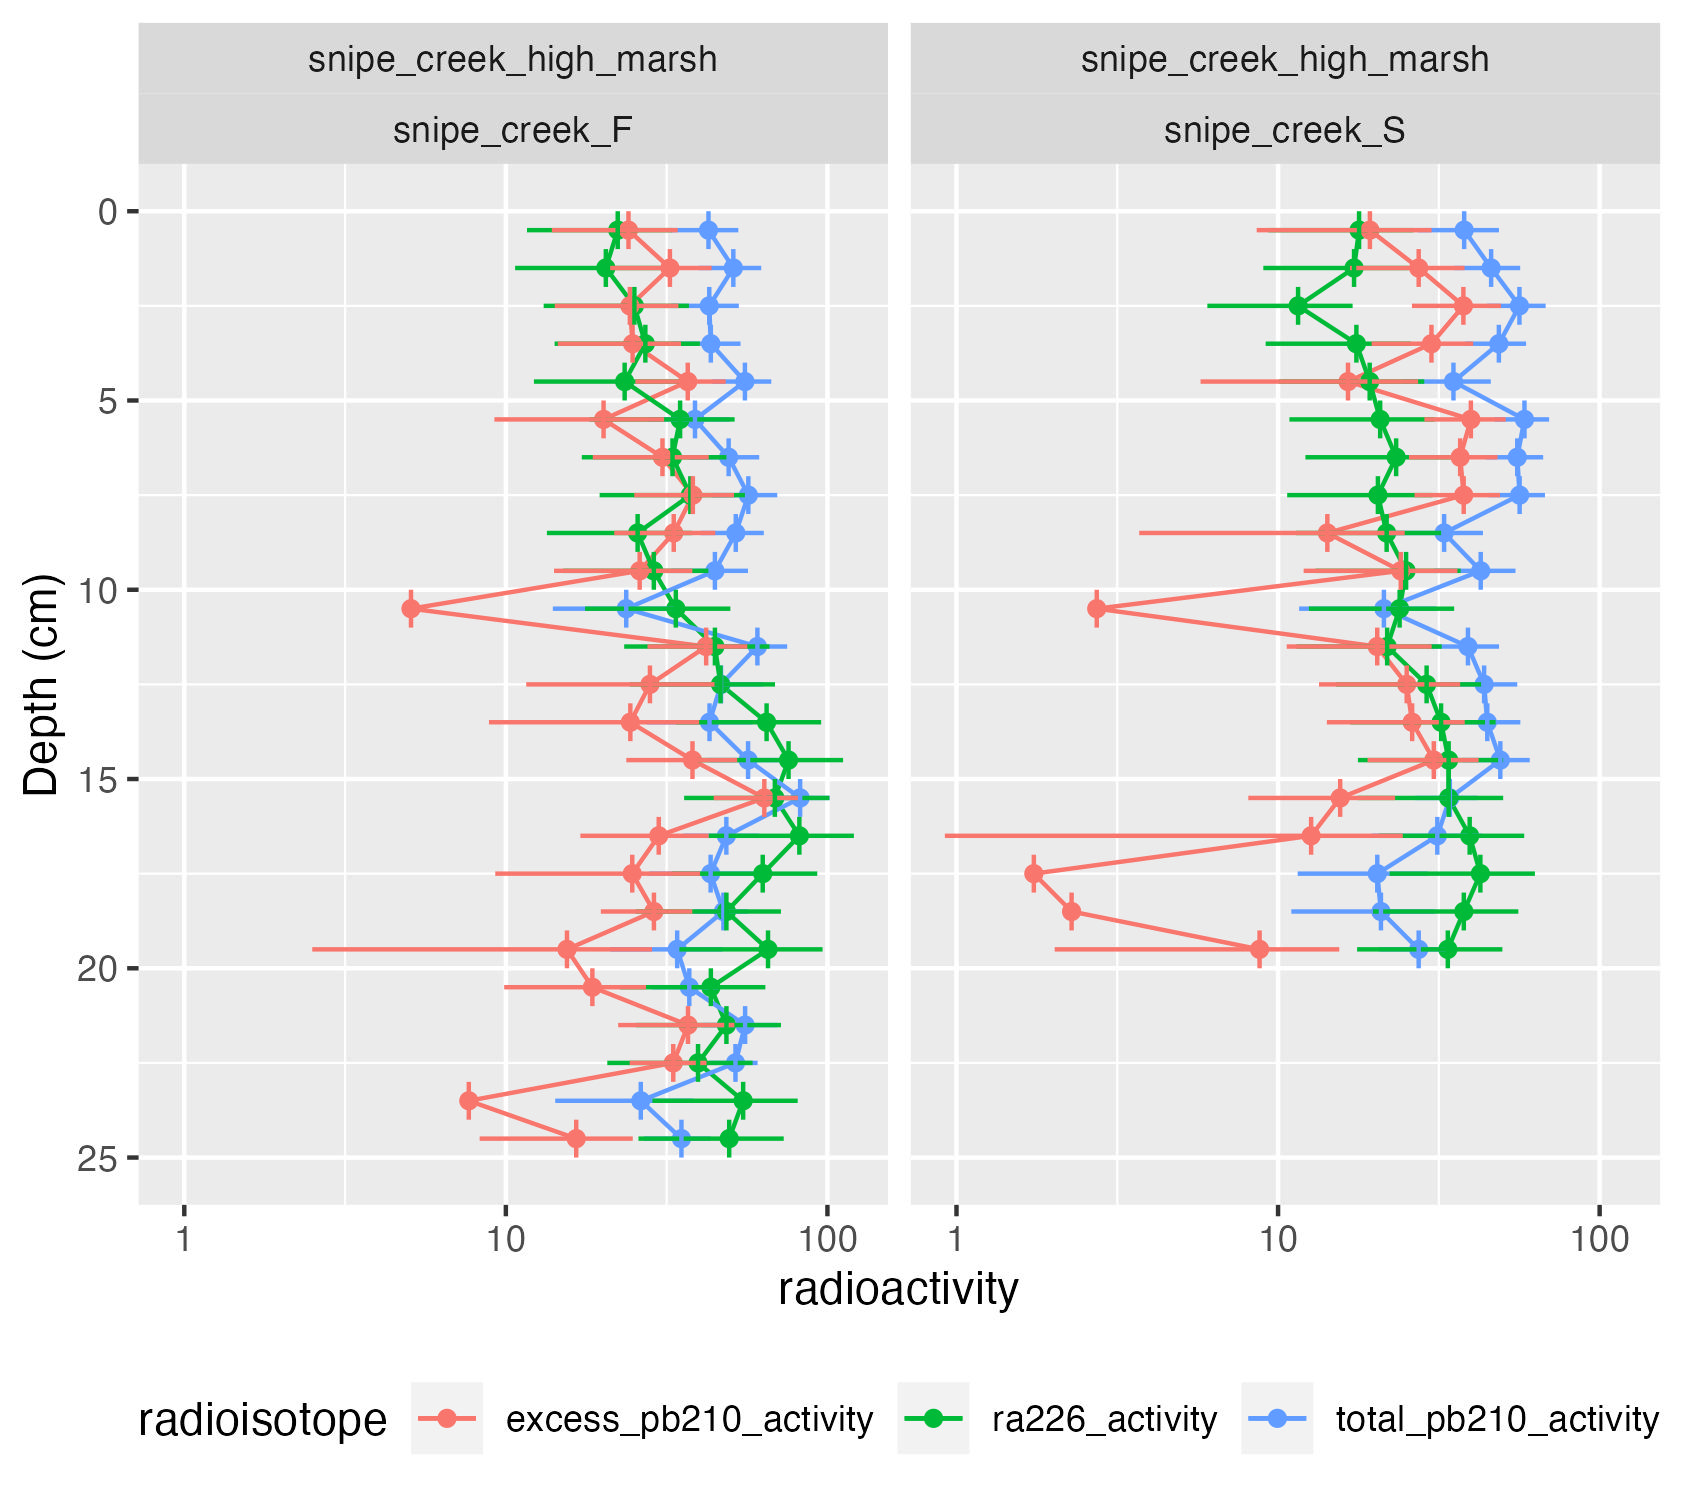 snipe_creek_high_marsh snipe_creek_high_marsh
snipe_creek_F snipe_creek_S
0
5
10
15
20
25
Depth (cm)
1 10 100 1 10 100
radioactivity
radioisotope excess_pb210_activity ra226_activity total_pb210_activity